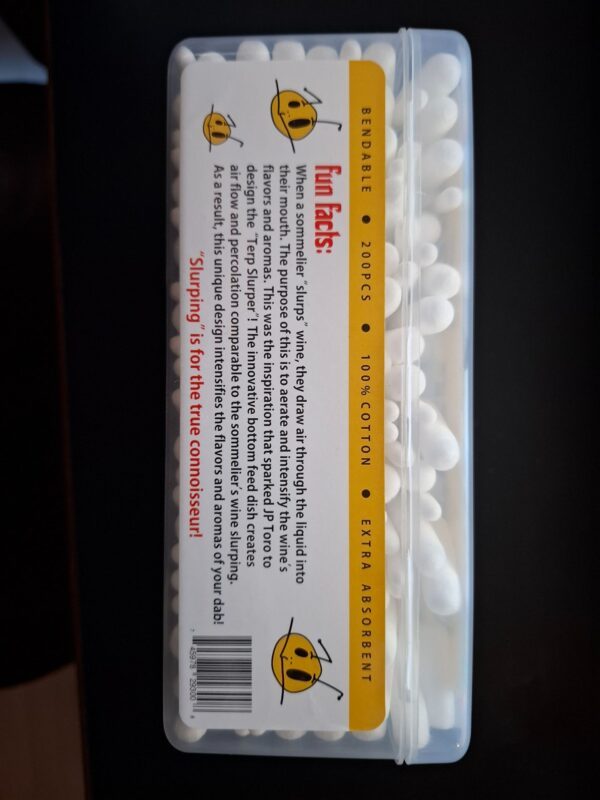 BENDABLE ● 200PCS ● 100% COTTON ● EXTRA ABSORBENT
Fun Facts:
When a sommelier "slurps" wine, they draw air through the liquid into
their mouth. The purpose of this is to aerate and intensify the wine's
flavors and aromas. This was the inspiration that sparked JP Toro to
design the "Terp Slurper"! The innovative bottom feed dish creates
air flow and percolation comparable to the sommelier's wine slurping.
As a result, this unique design intensifies the flavors and aromas of your dab!
"Slurping" is for the true connoisseur!
7 45978 29300